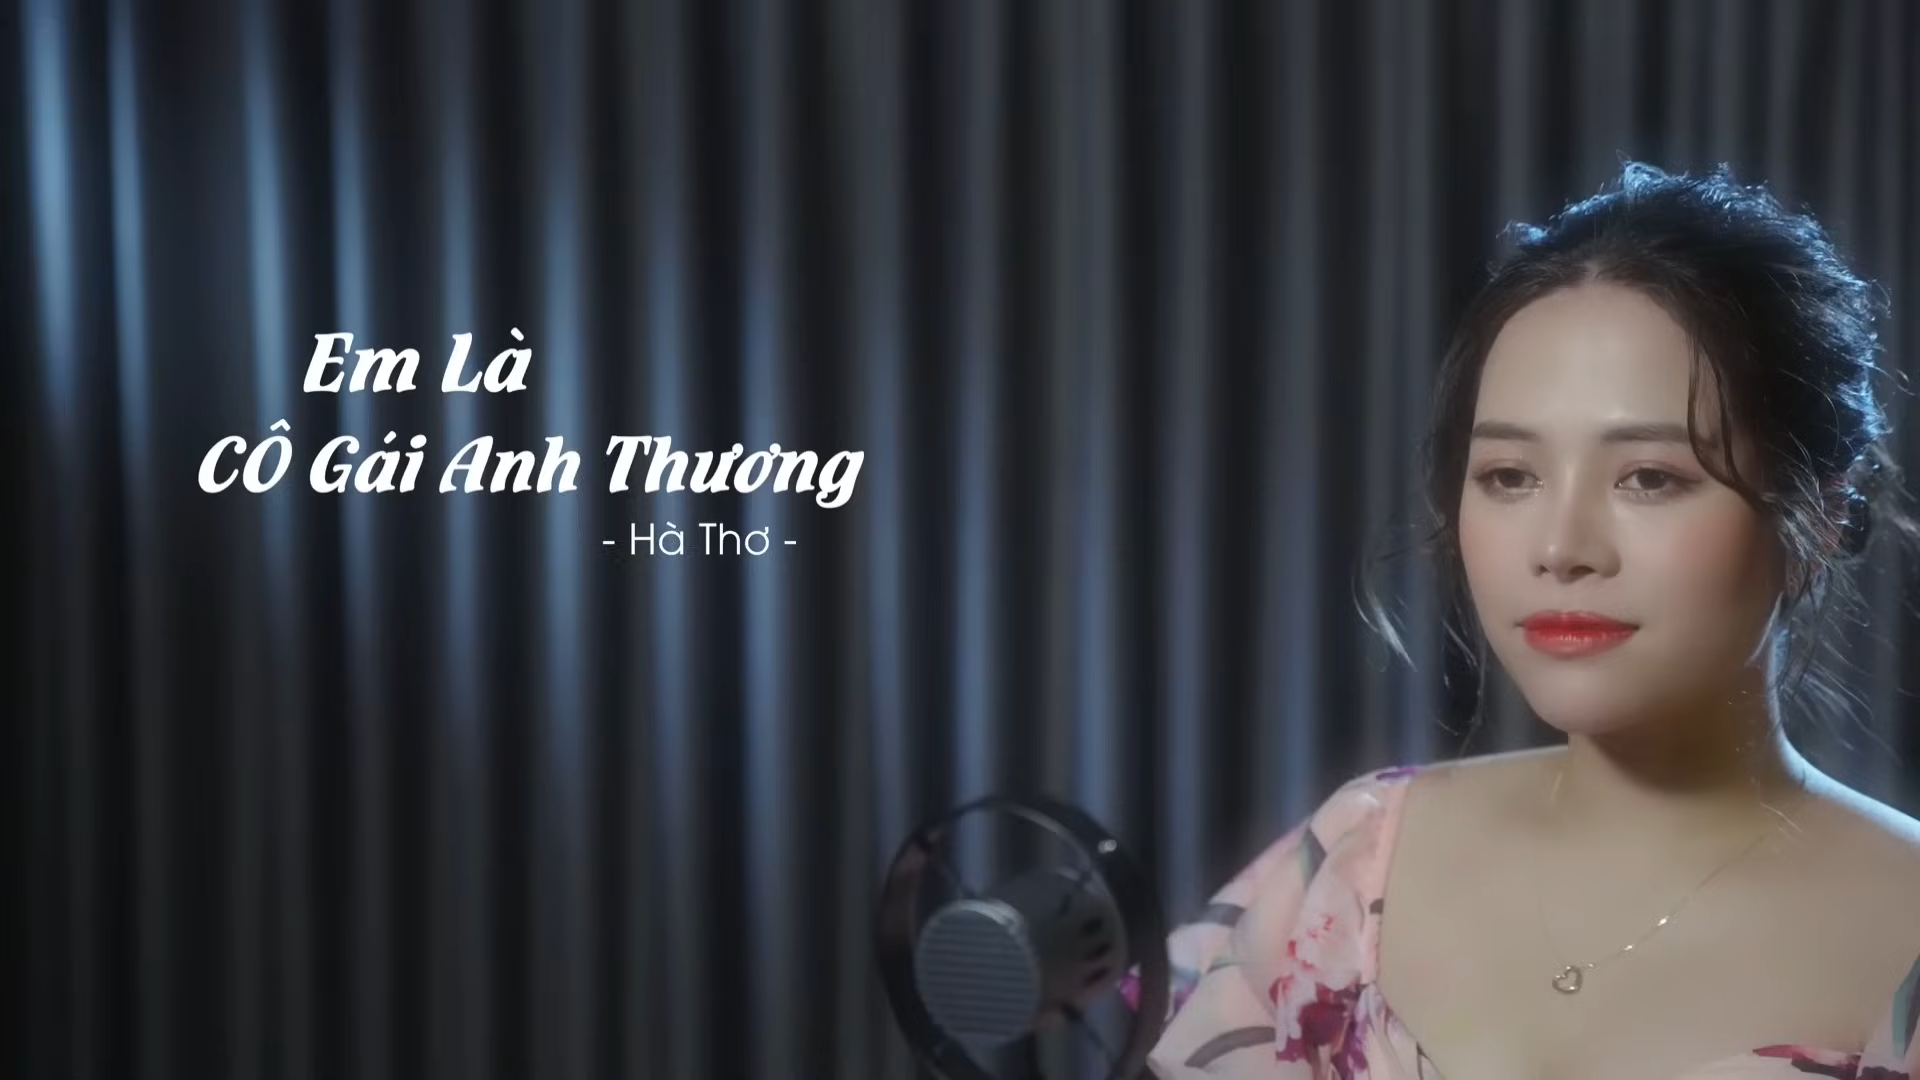 Em Là
CÔ Gái Anh Thương
- Hà Thơ -